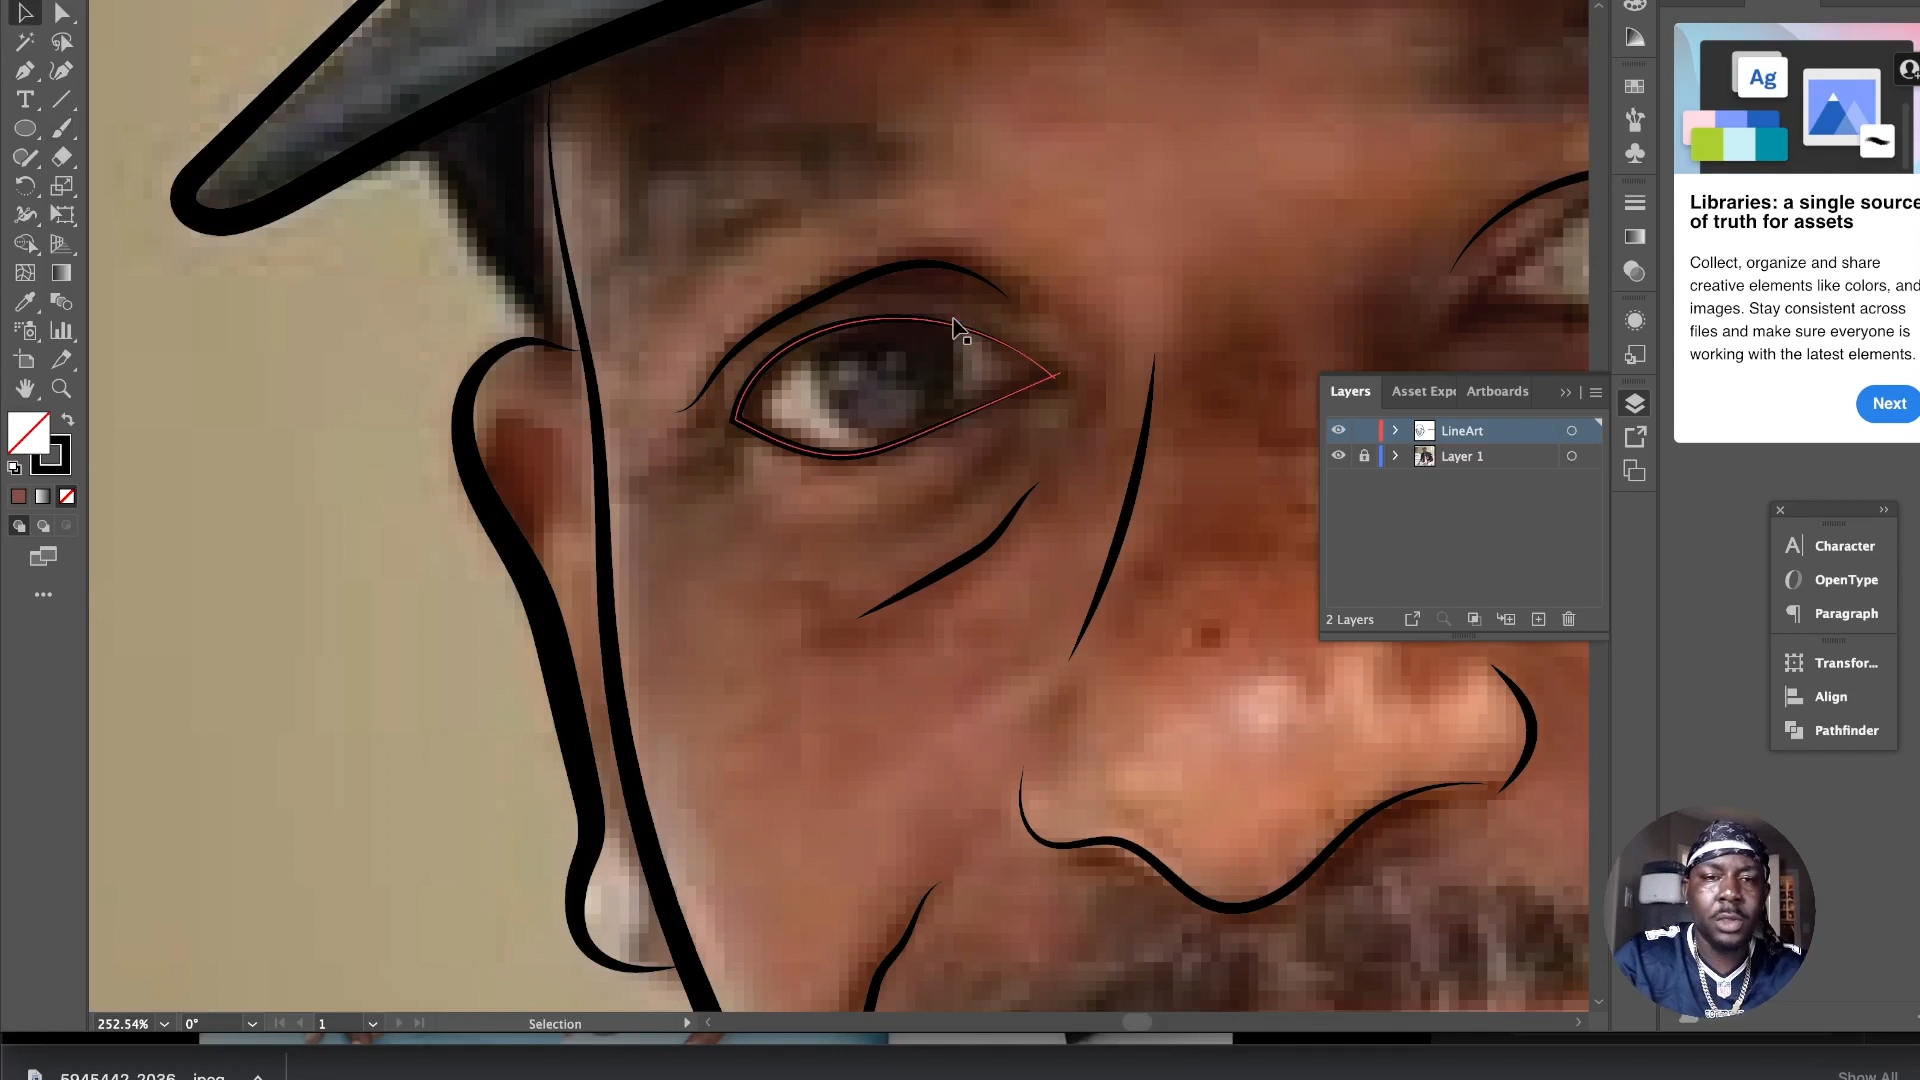 T
Ag
Libraries: a single source
of truth for assets
Collect, organize and share
creative elements like colors, and
images. Stay consistent across
files and make sure everyone is
working with the latest elements.
Next
Layers
Asset Expo
Artboards
LineArt
Layer 1
2 Layers
Character
OpenType
Paragraph
Transfor...
Align
Pathfinder
252.54%
0°
1
Selection
Show All